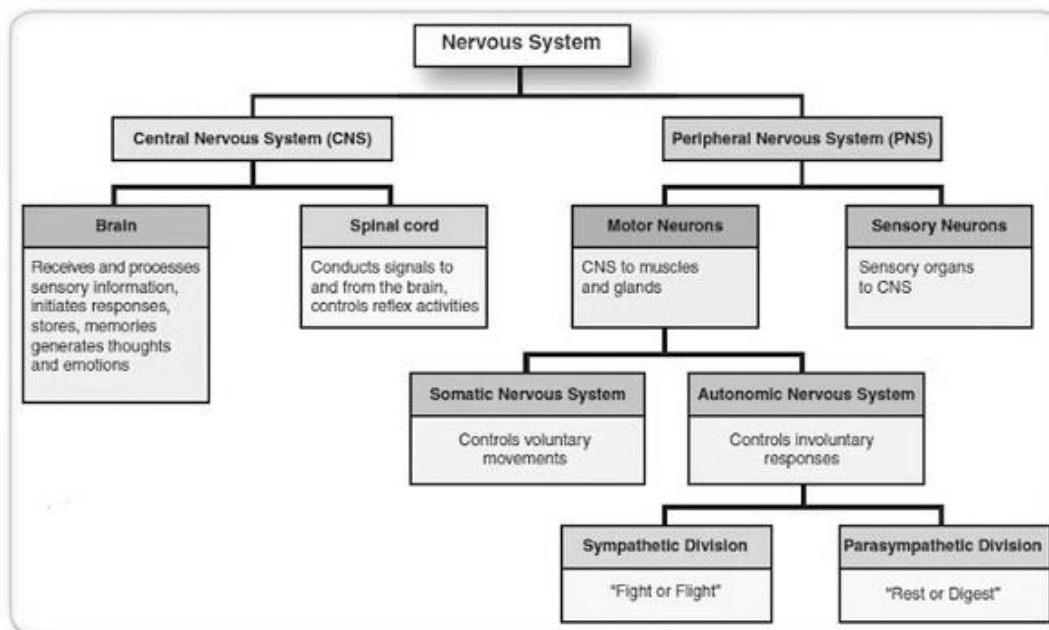 Nervous System
Central Nervous System (CNS)
Peripheral Nervous System (PNS)
Brain
Receives and processes
sensory information,
initiates responses,
stores, memories
generates thoughts
and emotions
Spinal cord
Conducts signals to
and from the brain,
controls reflex activities
Motor Neurons
CNS to muscles
and glands
Sensory Neurons
Sensory organs
to CNS
Somatic Nervous System
Controls voluntary
movements
Autonomic Nervous System
Controls involuntary
responses
Sympathetic Division
"Fight or Flight"
Parasympathetic Division
"Rest or Digest"